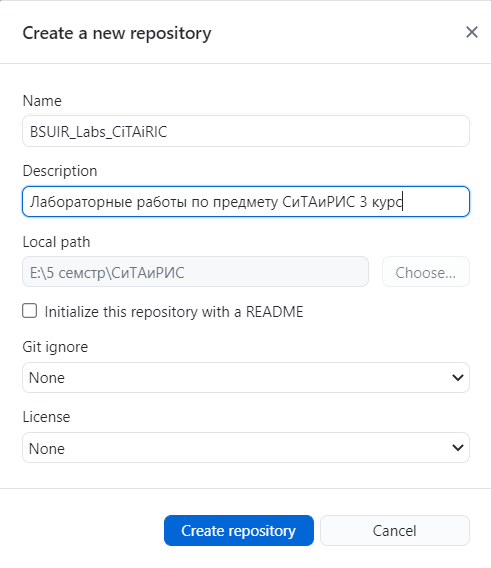 Create a new repository
Name
BSUIR_Labs_CiTAiRIC
Description
Лабораторные работы по предмету СиТАиРИС 3 курс
Local path
E:\5 семстр\СиТАиРИС
Choose...
Initialize this repository with a README
Git ignore
None
License
None
Create repository
Cancel